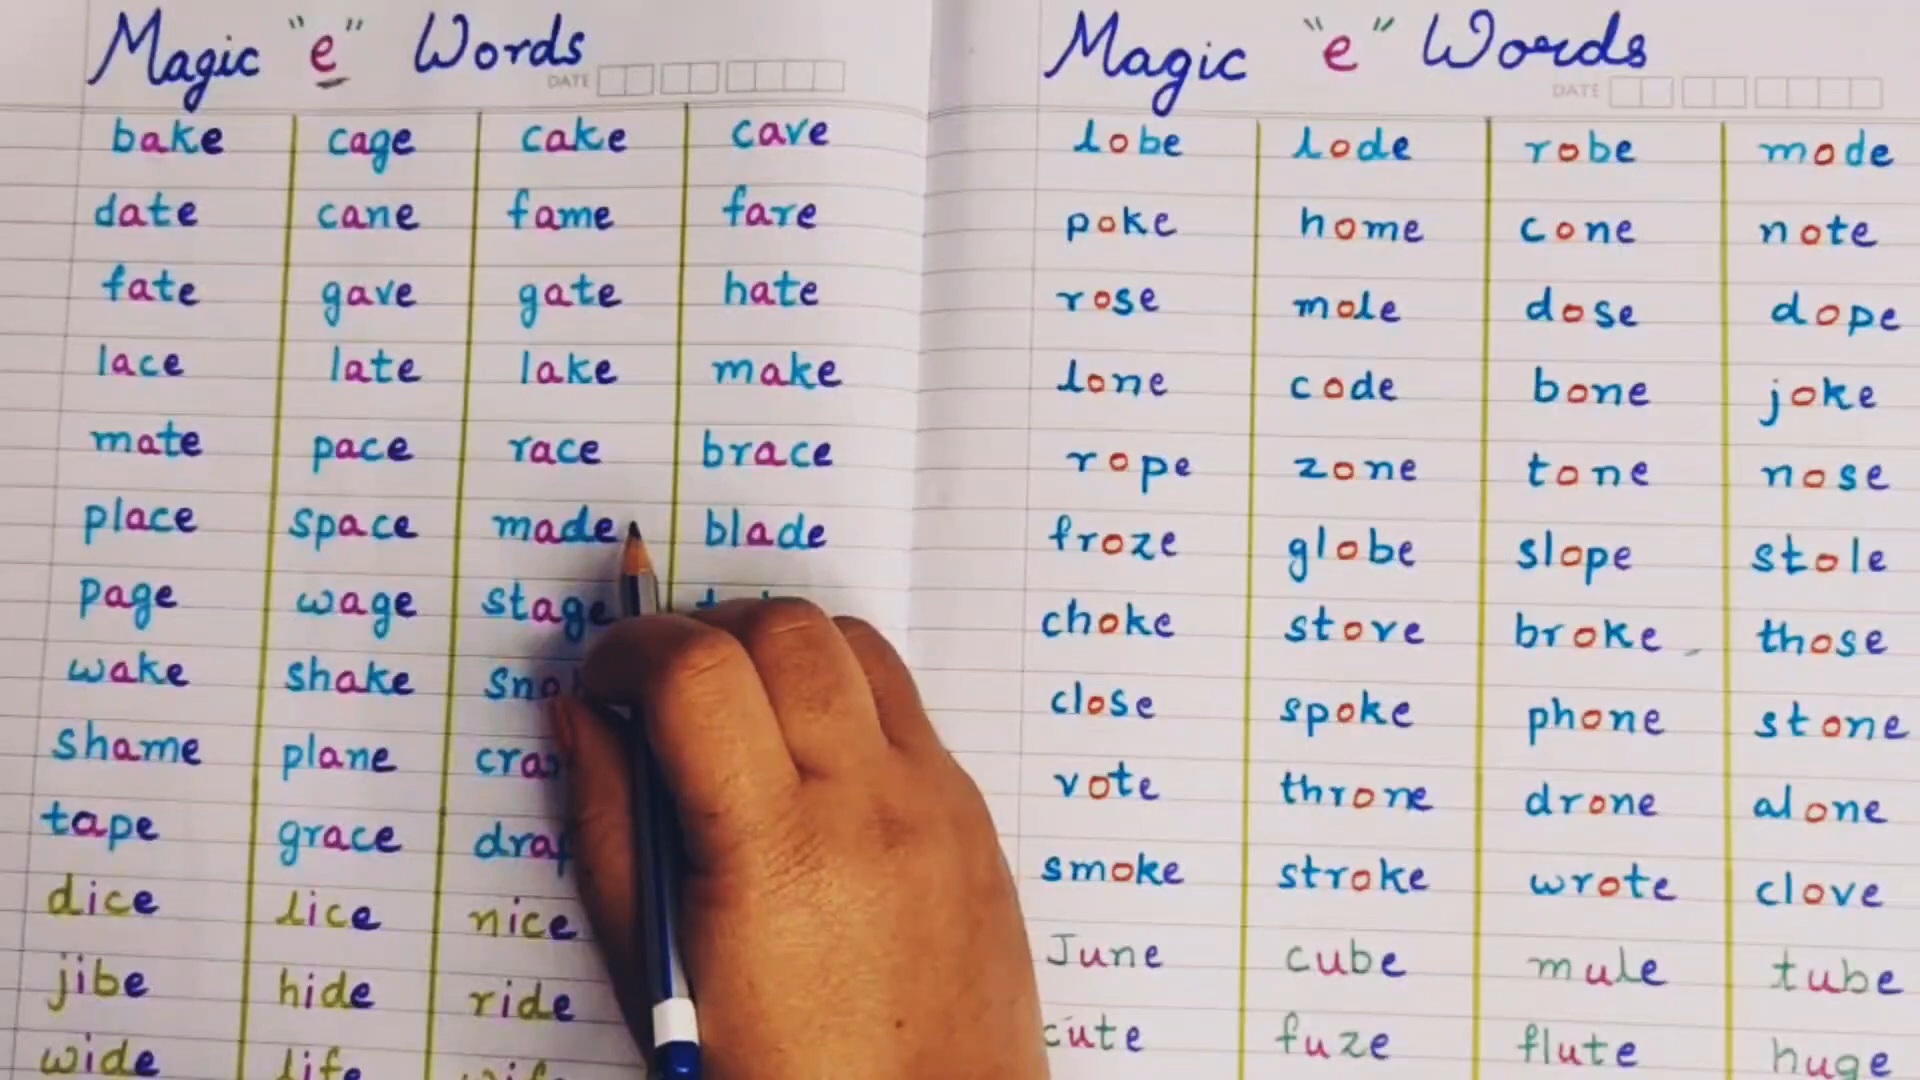 Magic "e" Words
DATE
bake cage cake cave
date cane fame fare
fate gave gate hate
lace late lake make
mate pace race brace
place space made blade
page wage stage
wake shake
shame plane
tape grace
dice lice nice
jibe hide ride
wide life
Magic "e" Words
DATE
lobe lode robe mode
poke home cone note
rose mole dose dope
lone code bone joke
rope zone tone nose
froze globe slope stole
choke stove broke those
close spoke phone stone
vote throne drone alone
smoke stroke wrote clove
June cube mule tube
cute fuze flute huge